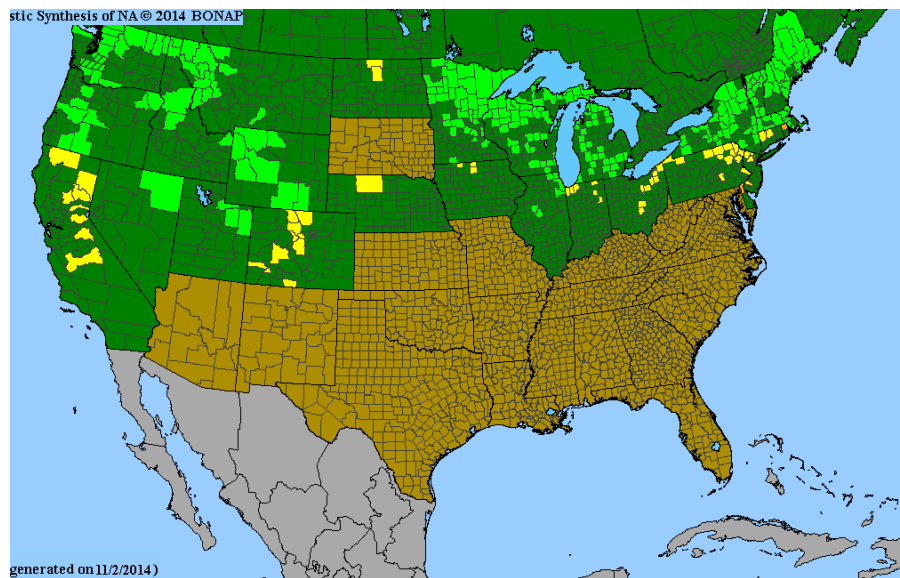 stic Synthesis of NA © 2014 BONAP
generated on 11/2/2014)